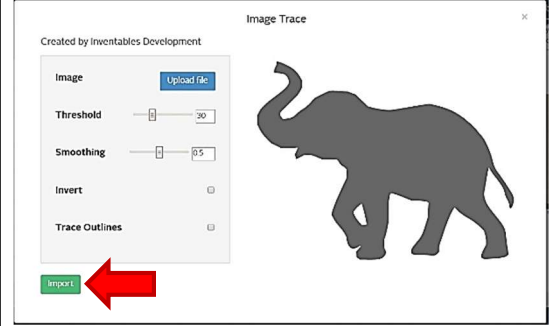 Image Trace
×
Created by Inventables Development
Image Upload file
Threshold 30
Smoothing 0.5
Invert
Trace Outlines
Import